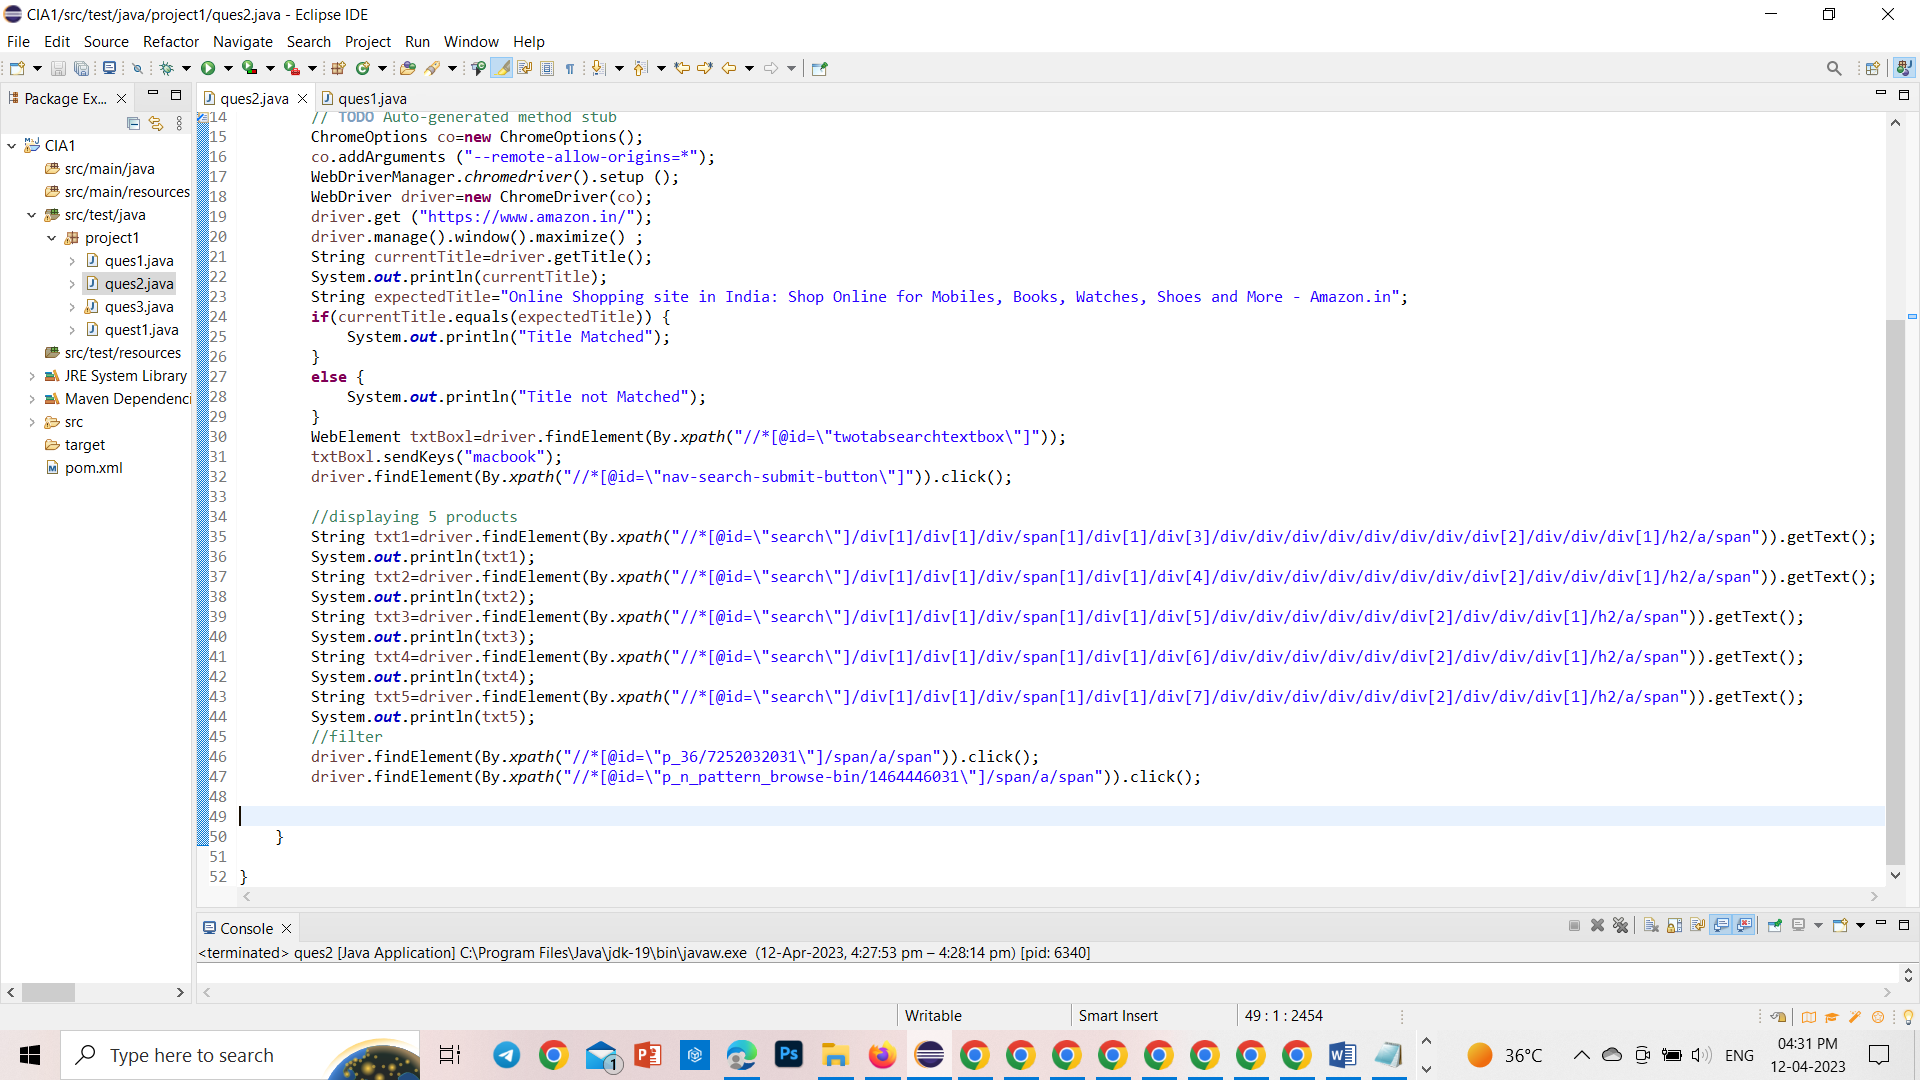 CIA1/src/test/java/project1/ques2.java - Eclipse IDE
File Edit Source Refactor Navigate Search Project Run Window Help
Package Ex...
ques2.java
ques1.java
CIA1
src/main/java
src/main/resources
src/test/java
project1
ques1.java
ques2.java
ques3.java
quest1.java
src/test/resources
JRE System Library
Maven Dependenci
src
target
pom.xml
14 // TODO Auto-generated method stub
15 ChromeOptions co=new ChromeOptions();
16 co.addArguments ("--remote-allow-origins=*");
17 WebDriverManager.chromedriver().setup ();
18 WebDriver driver=new ChromeDriver(co);
19 driver.get ("https://www.amazon.in/");
20 driver.manage().window().maximize() ;
21 String currentTitle=driver.getTitle();
22 System.out.println(currentTitle);
23 String expectedTitle="Online Shopping site in India: Shop Online for Mobiles, Books, Watches, Shoes and More - Amazon.in";
24 if(currentTitle.equals(expectedTitle)) {
25 System.out.println("Title Matched");
26 }
27 else {
28 System.out.println("Title not Matched");
29 }
30 WebElement txtBoxl=driver.findElement(By.xpath("//*[@id=\"twotabsearchtextbox\"]"));
31 txtBoxl.sendKeys("macbook");
32 driver.findElement(By.xpath("//*[@id=\"nav-search-submit-button\"]")).click();
33
34 //displaying 5 products
35 String txt1=driver.findElement(By.xpath("//*[@id=\"search\"]/div[1]/div[1]/div/span[1]/div[1]/div[3]/div/div/div/div/div/div/div/div[2]/div/div/div[1]/h2/a/span")).getText();
36 System.out.println(txt1);
37 String txt2=driver.findElement(By.xpath("//*[@id=\"search\"]/div[1]/div[1]/div/span[1]/div[1]/div[4]/div/div/div/div/div/div/div/div[2]/div/div/div[1]/h2/a/span")).getText();
38 System.out.println(txt2);
39 String txt3=driver.findElement(By.xpath("//*[@id=\"search\"]/div[1]/div[1]/div/span[1]/div[1]/div[5]/div/div/div/div/div/div[2]/div/div/div[1]/h2/a/span")).getText();
40 System.out.println(txt3);
41 String txt4=driver.findElement(By.xpath("//*[@id=\"search\"]/div[1]/div[1]/div/span[1]/div[1]/div[6]/div/div/div/div/div/div[2]/div/div/div[1]/h2/a/span")).getText();
42 System.out.println(txt4);
43 String txt5=driver.findElement(By.xpath("//*[@id=\"search\"]/div[1]/div[1]/div/span[1]/div[1]/div[7]/div/div/div/div/div/div[2]/div/div/div[1]/h2/a/span")).getText();
44 System.out.println(txt5);
45 //filter
46 driver.findElement(By.xpath("//*[@id=\"p_36/7252032031\"]/span/a/span")).click();
47 driver.findElement(By.xpath("//*[@id=\"p_n_pattern_browse-bin/1464446031\"]/span/a/span")).click();
48
49
50 }
51
52 }
Console
<terminated> ques2 [Java Application] C:\Program Files\Java\jdk-19\bin\javaw.exe (12-Apr-2023, 4:27:53 pm – 4:28:14 pm) [pid: 6340]
Writable
Smart Insert
49 : 1 : 2454
Type here to search
1
Ps
36°C
ENG
04:31 PM
12-04-2023